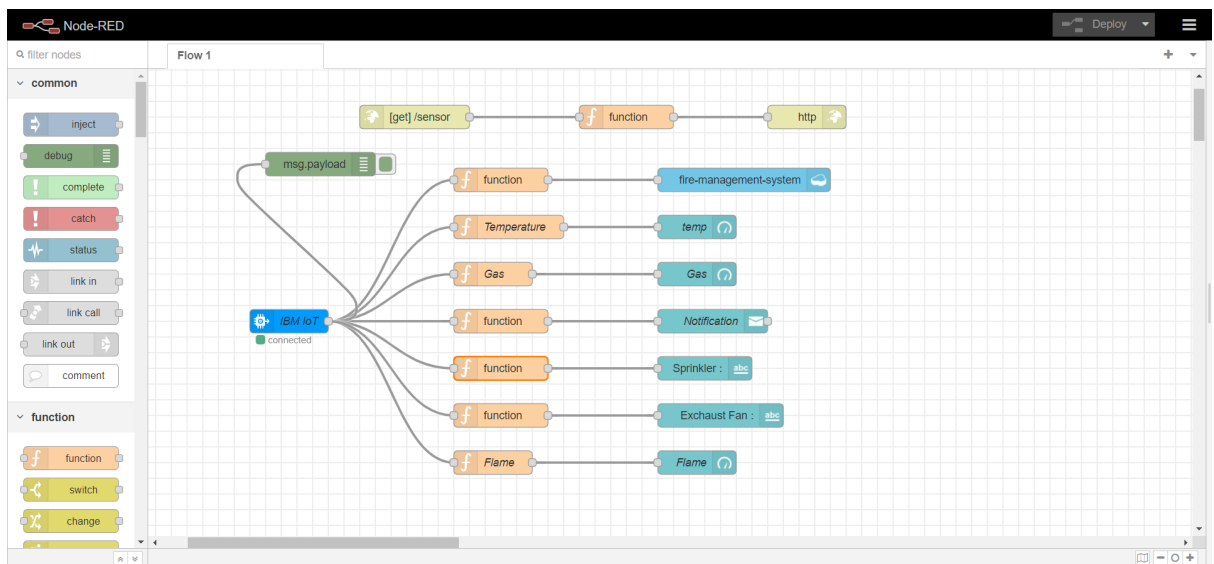 Node-RED
Deploy
filter nodes
Flow 1
common
inject
debug
complete
catch
status
link in
link call
link out
comment
function
function
switch
change
[get] /sensor
function
http
msg.payload
function
fire-management-system
Temperature
temp
Gas
Gas
IBM IoT
connected
function
Notification
function
Sprinkler :
abc
function
Exchaust Fan :
abc
Flame
Flame